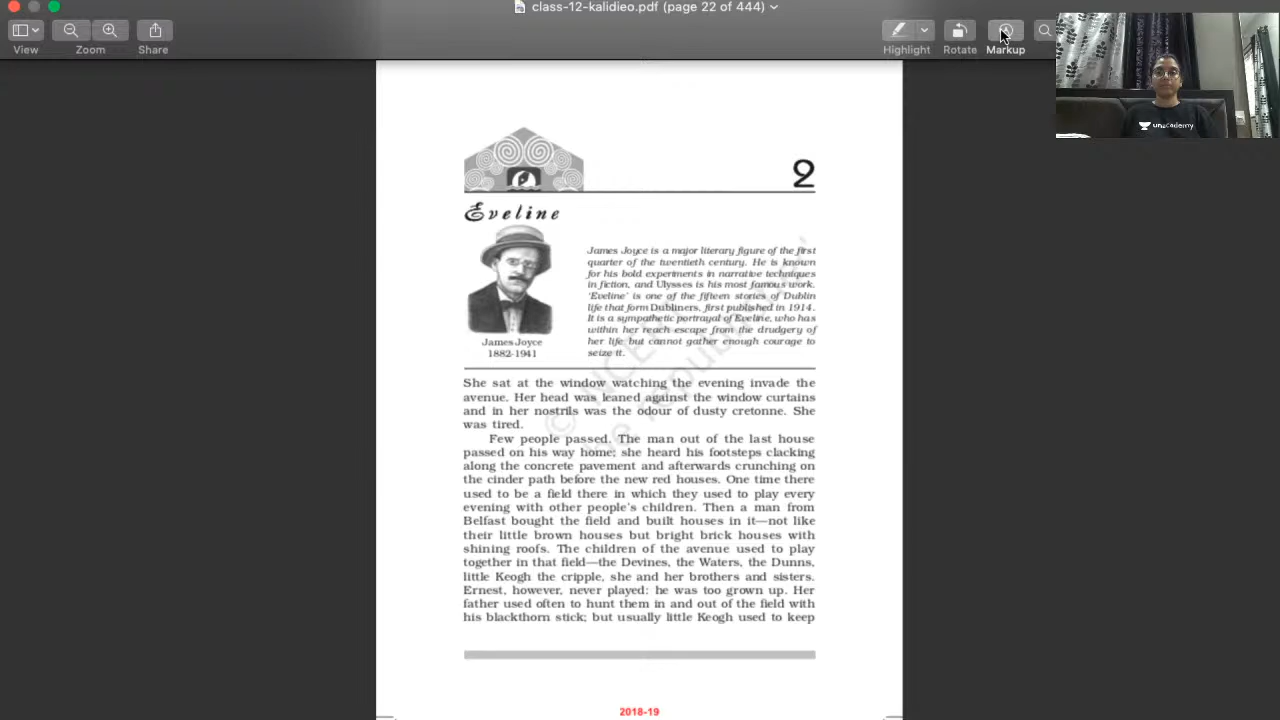 class-12-kalidieo.pdf (page 22 of 444)
View Zoom Share Highlight Rotate Markup
unacademy
2
Eveline
James Joyce is a major literary figure of the first
quarter of the twentieth century. He is known
for his bold experiments in narrative techniques
in fiction, and Ulysses is his most famous work.
'Eveline' is one of the fifteen stories of Dublin
life that form Dubliners, first published in 1914.
It is a sympathetic portrayal of Eveline, who has
within her reach escape from the drudgery of
her life but cannot gather enough courage to
seize it.
James Joyce
1882-1941
She sat at the window watching the evening invade the
avenue. Her head was leaned against the window curtains
and in her nostrils was the odour of dusty cretonne. She
was tired.
Few people passed. The man out of the last house
passed on his way home; she heard his footsteps clacking
along the concrete pavement and afterwards crunching on
the cinder path before the new red houses. One time there
used to be a field there in which they used to play every
evening with other people's children. Then a man from
Belfast bought the field and built houses in it—not like
their little brown houses but bright brick houses with
shining roofs. The children of the avenue used to play
together in that field—the Devines, the Waters, the Dunns,
little Keogh the cripple, she and her brothers and sisters.
Ernest, however, never played: he was too grown up. Her
father used often to hunt them in and out of the field with
his blackthorn stick; but usually little Keogh used to keep
2018-19